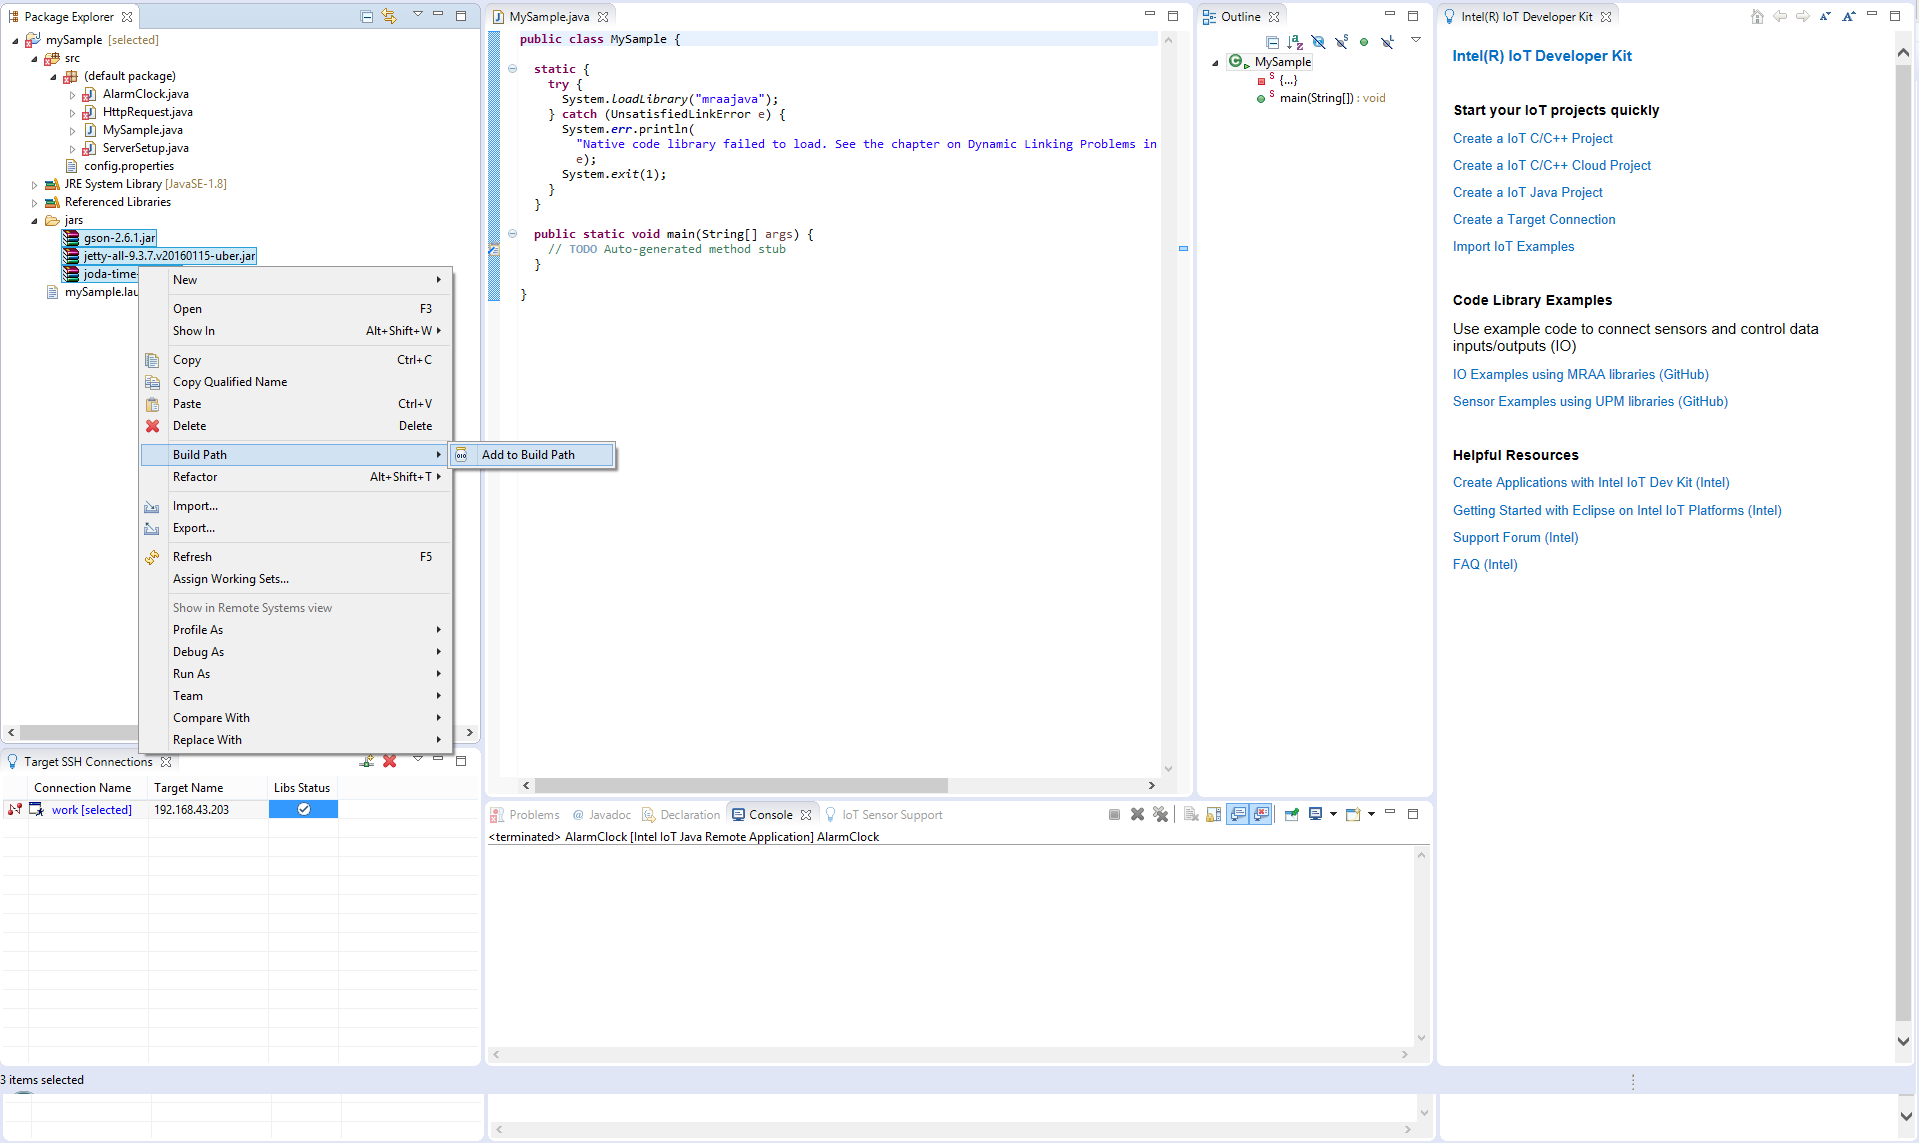 Package Explorer
mySample [selected]
src
(default package)
AlarmClock.java
HttpRequest.java
MySample.java
ServerSetup.java
config.properties
JRE System Library [JavaSE-1.8]
Referenced Libraries
jars
gson-2.6.1.jar
jetty-all-9.3.7.v20160115-uber.jar
joda-time-
mySample.lau
New
Open F3
Show In Alt+Shift+W
Copy Ctrl+C
Copy Qualified Name
Paste Ctrl+V
Delete Delete
Build Path
Add to Build Path
Refactor Alt+Shift+T
Import...
Export...
Refresh F5
Assign Working Sets...
Show in Remote Systems view
Profile As
Debug As
Run As
Team
Compare With
Replace With
Target SSH Connections
Connection Name Target Name Libs Status
work [selected] 192.168.43.203
3 items selected
MySample.java
public class MySample {
static {
try {
System.loadLibrary("mraajava");
} catch (UnsatisfiedLinkError e) {
System.err.println(
"Native code library failed to load. See the chapter on Dynamic Linking Problems in
e);
System.exit(1);
}
}
public static void main(String[] args) {
// TODO Auto-generated method stub
}
}
Problems @ Javadoc Declaration Console IoT Sensor Support
<terminated> AlarmClock [Intel IoT Java Remote Application] AlarmClock
Outline
MySample
{...}
main(String[]) : void
Intel(R) IoT Developer Kit
Intel(R) IoT Developer Kit
Start your IoT projects quickly
Create a IoT C/C++ Project
Create a IoT C/C++ Cloud Project
Create a IoT Java Project
Create a Target Connection
Import IoT Examples
Code Library Examples
Use example code to connect sensors and control data
inputs/outputs (IO)
IO Examples using MRAA libraries (GitHub)
Sensor Examples using UPM libraries (GitHub)
Helpful Resources
Create Applications with Intel IoT Dev Kit (Intel)
Getting Started with Eclipse on Intel IoT Platforms (Intel)
Support Forum (Intel)
FAQ (Intel)